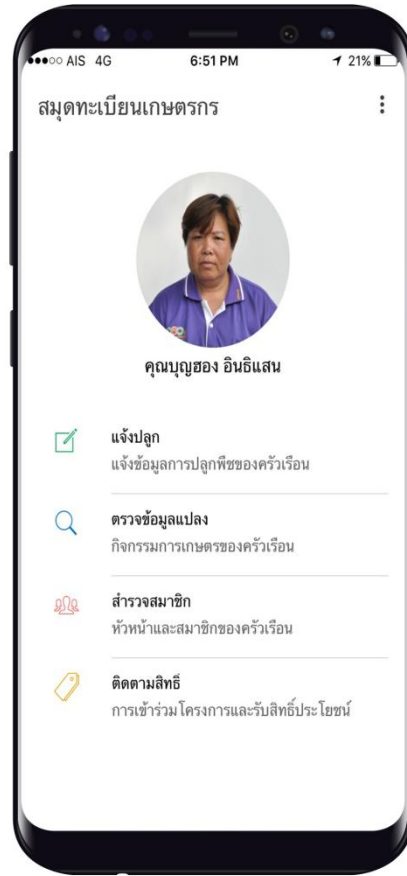 ●●●○○ AIS 4G 6:51 PM 21%
สมุดทะเบียนเกษตรกร
คุณบุญฮอง อินธิแสน
แจ้งปลูก
แจ้งข้อมูลการปลูกพืชของครัวเรือน
ตรวจข้อมูลแปลง
กิจกรรมการเกษตรของครัวเรือน
สำรวจสมาชิก
หัวหน้าและสมาชิกของครัวเรือน
ติดตามสิทธิ์
การเข้าร่วมโครงการและรับสิทธิ์ประโยชน์